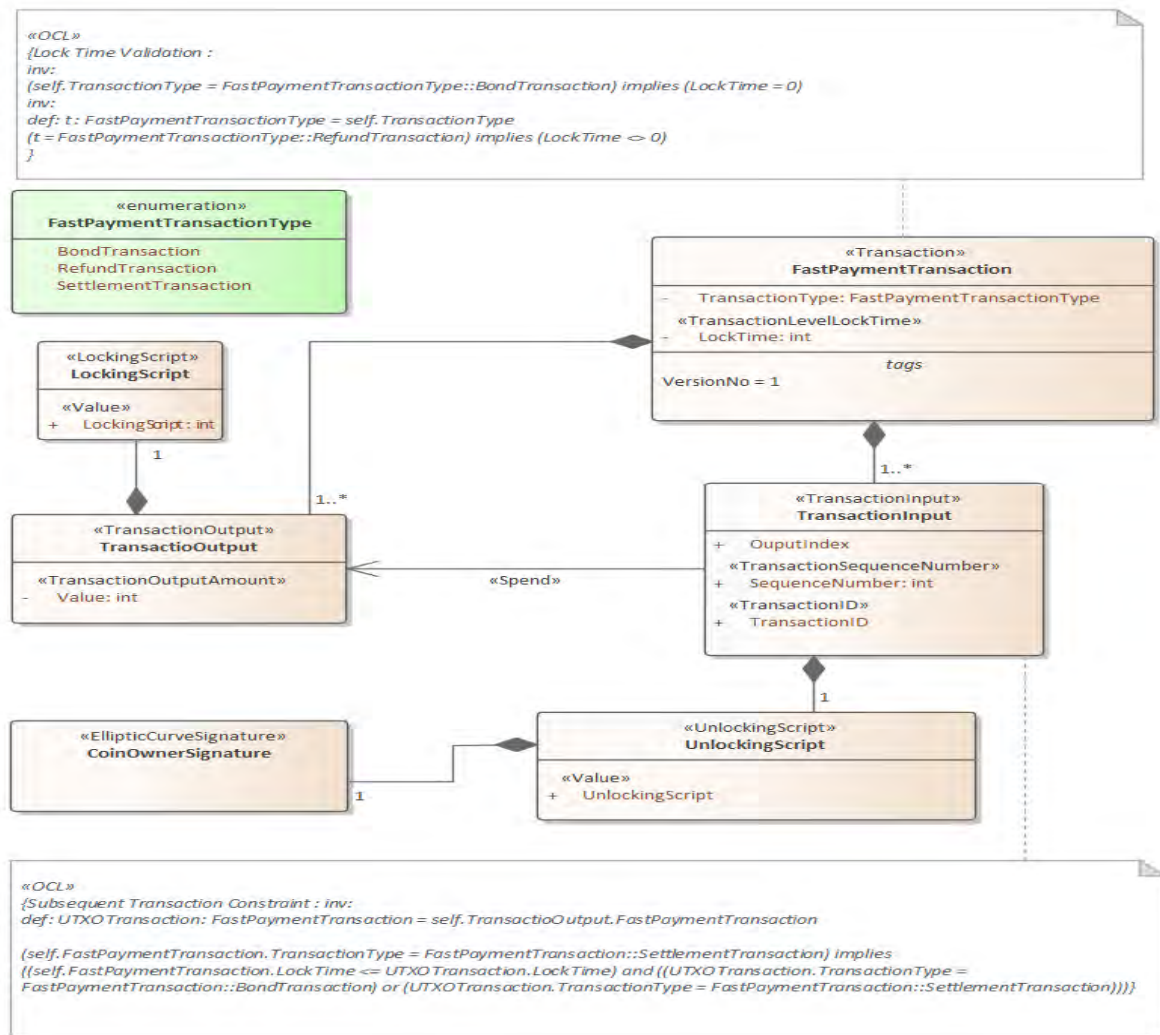 «OCL»
{Lock Time Validation :
inv:
(self.TransactionType = FastPaymentTransactionType::BondTransaction) implies (LockTime = 0)
inv:
def: t : FastPaymentTransactionType = self.TransactionType
(t = FastPaymentTransactionType::RefundTransaction) implies (LockTime <> 0)
}
«enumeration»
FastPaymentTransactionType
BondTransaction
RefundTransaction
SettlementTransaction
«Transaction»
FastPaymentTransaction
- TransactionType: FastPaymentTransactionType
«TransactionLevelLockTime»
- LockTime: int
tags
VersionNo = 1
«LockingScript»
LockingScript
«Value»
+ LockingScript: int
1
1..*
1..*
«TransactionOutput»
TransactioOutput
«TransactionOutputAmount»
- Value: int
«Spend»
«TransactionInput»
TransactionInput
+ OuputIndex
«TransactionSequenceNumber»
+ SequenceNumber: int
«TransactionID»
+ TransactionID
1
«EllipticCurveSignature»
CoinOwnerSignature
1
«UnlockingScript»
UnlockingScript
«Value»
+ UnlockingScript
«OCL»
{Subsequent Transaction Constraint : inv:
def: UTXOTransaction: FastPaymentTransaction = self.TransactioOutput.FastPaymentTransaction
(self.FastPaymentTransaction.TransactionType = FastPaymentTransaction::SettlementTransaction) implies
((self.FastPaymentTransaction.LockTime <= UTXOTransaction.LockTime) and ((UTXOTransaction.TransactionType =
FastPaymentTransaction::BondTransaction) or (UTXOTransaction.TransactionType = FastPaymentTransaction::SettlementTransaction)))}